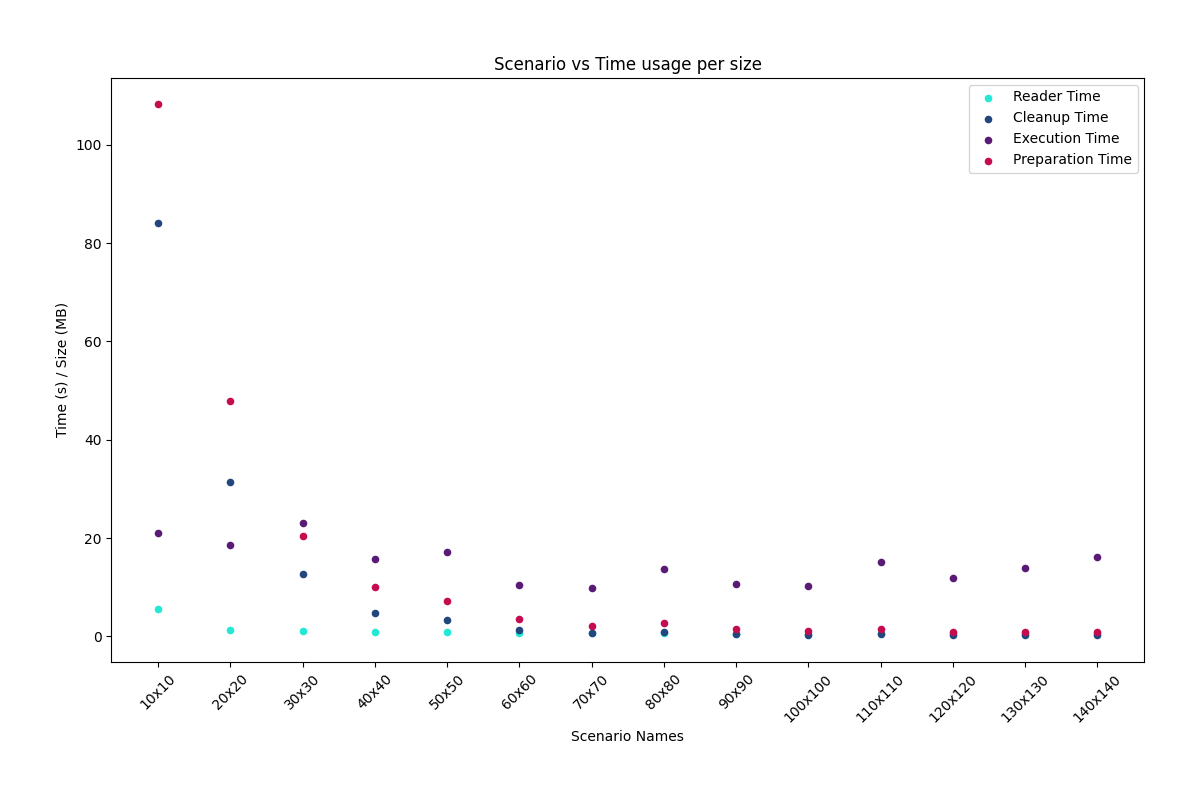 Scenario vs Time usage per size
Reader Time
Cleanup Time
Execution Time
Preparation Time
Time (s) / Size (MB)
100
80
60
40
20
0
10x10
20x20
30x30
40x40
50x50
60x60
70x70
80x80
90x90
100x100
110x110
120x120
130x130
140x140
Scenario Names